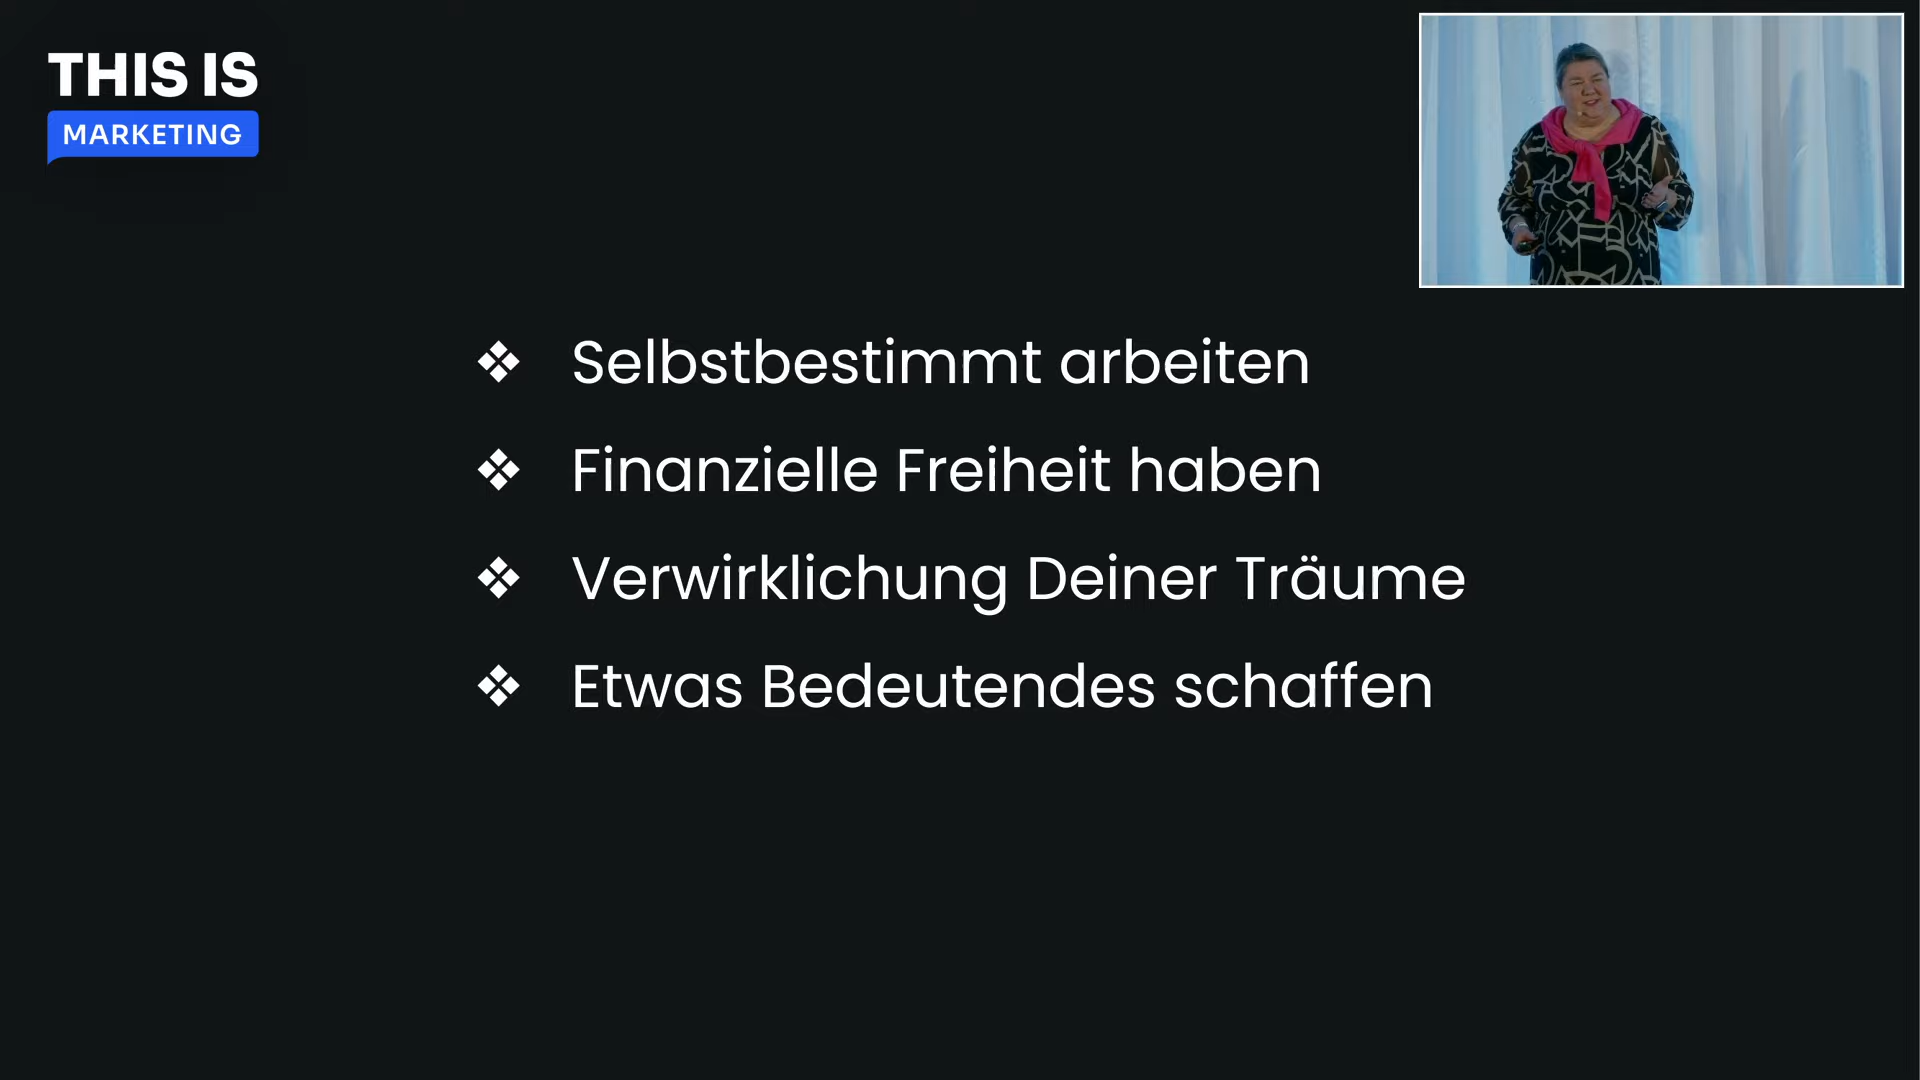 THIS IS
MARKETING
❖ Selbstbestimmt arbeiten
❖ Finanzielle Freiheit haben
❖ Verwirklichung Deiner Träume
❖ Etwas Bedeutendes schaffen